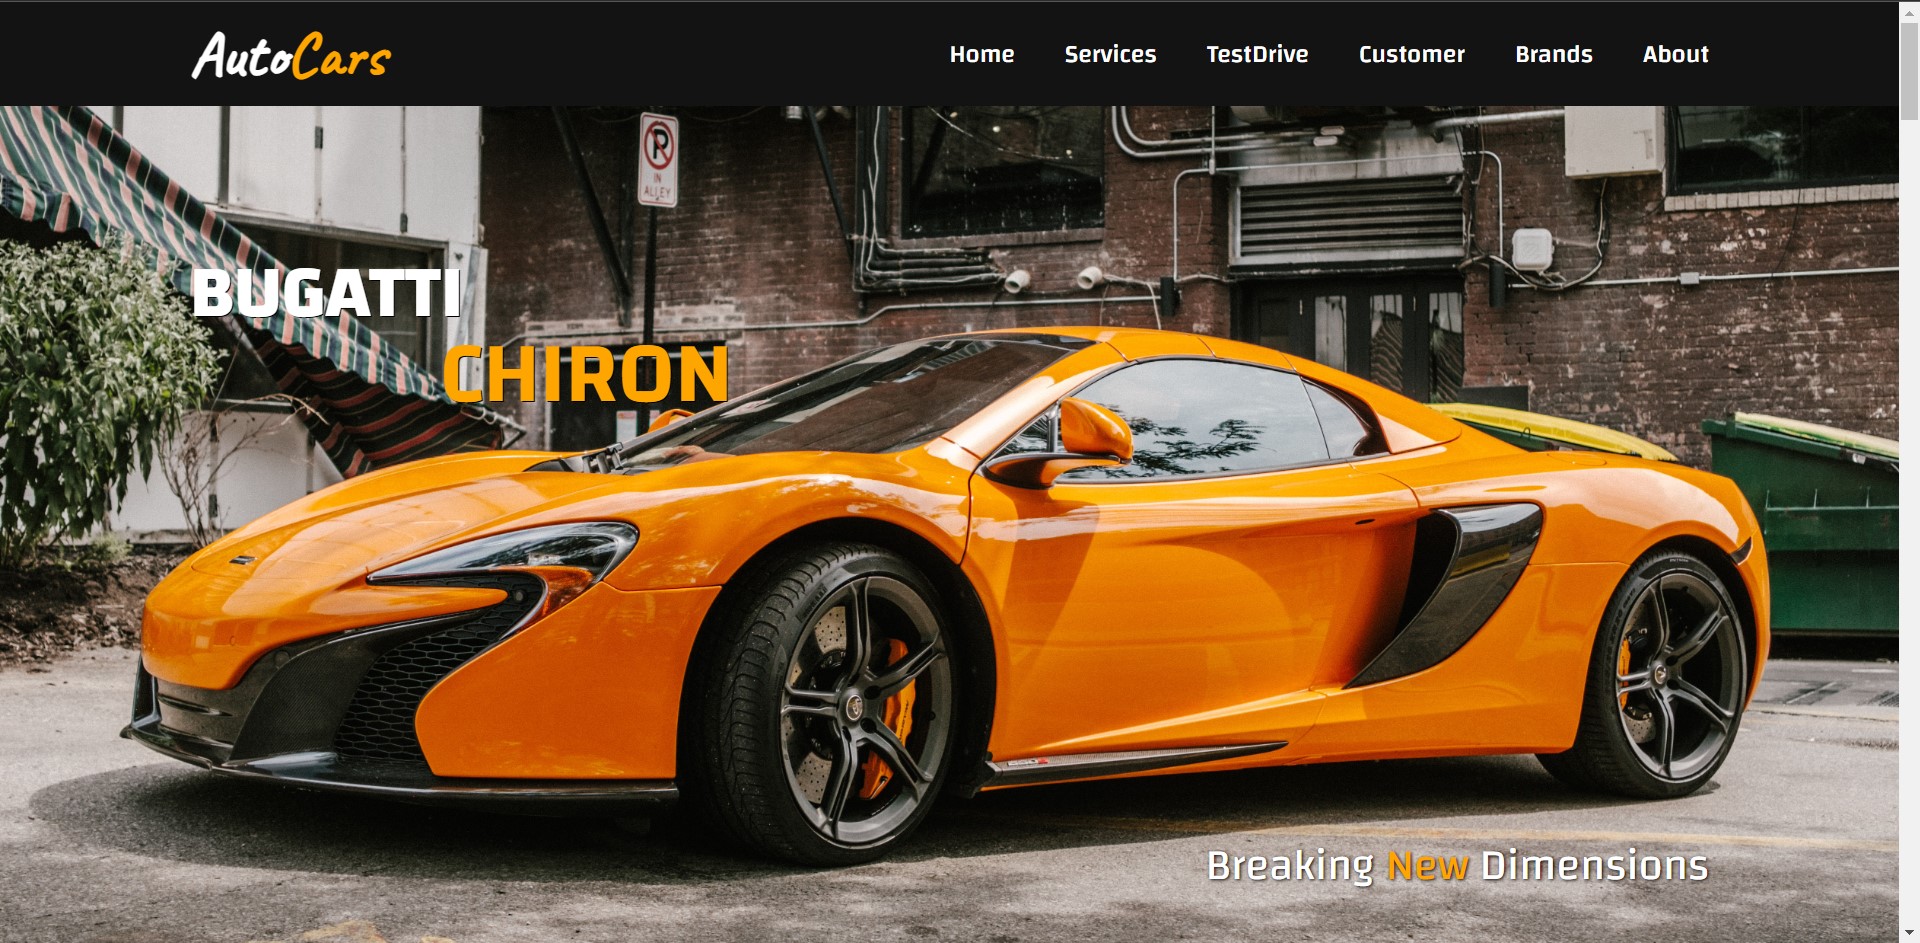 AutoCars
Home Services TestDrive Customer Brands About
P
IN
ALLEY
BUGATTI
CHIRON
Breaking New Dimensions